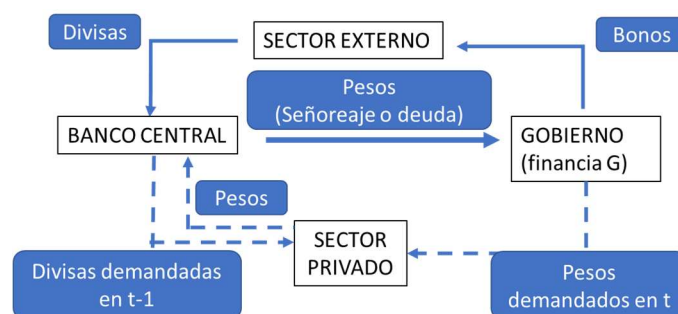 Divisas
SECTOR EXTERNO
Bonos
Pesos
(Señoreaje o deuda)
BANCO CENTRAL
GOBIERNO
(financia G)
Pesos
SECTOR
PRIVADO
Divisas demandadas
en t-1
Pesos
demandados en t